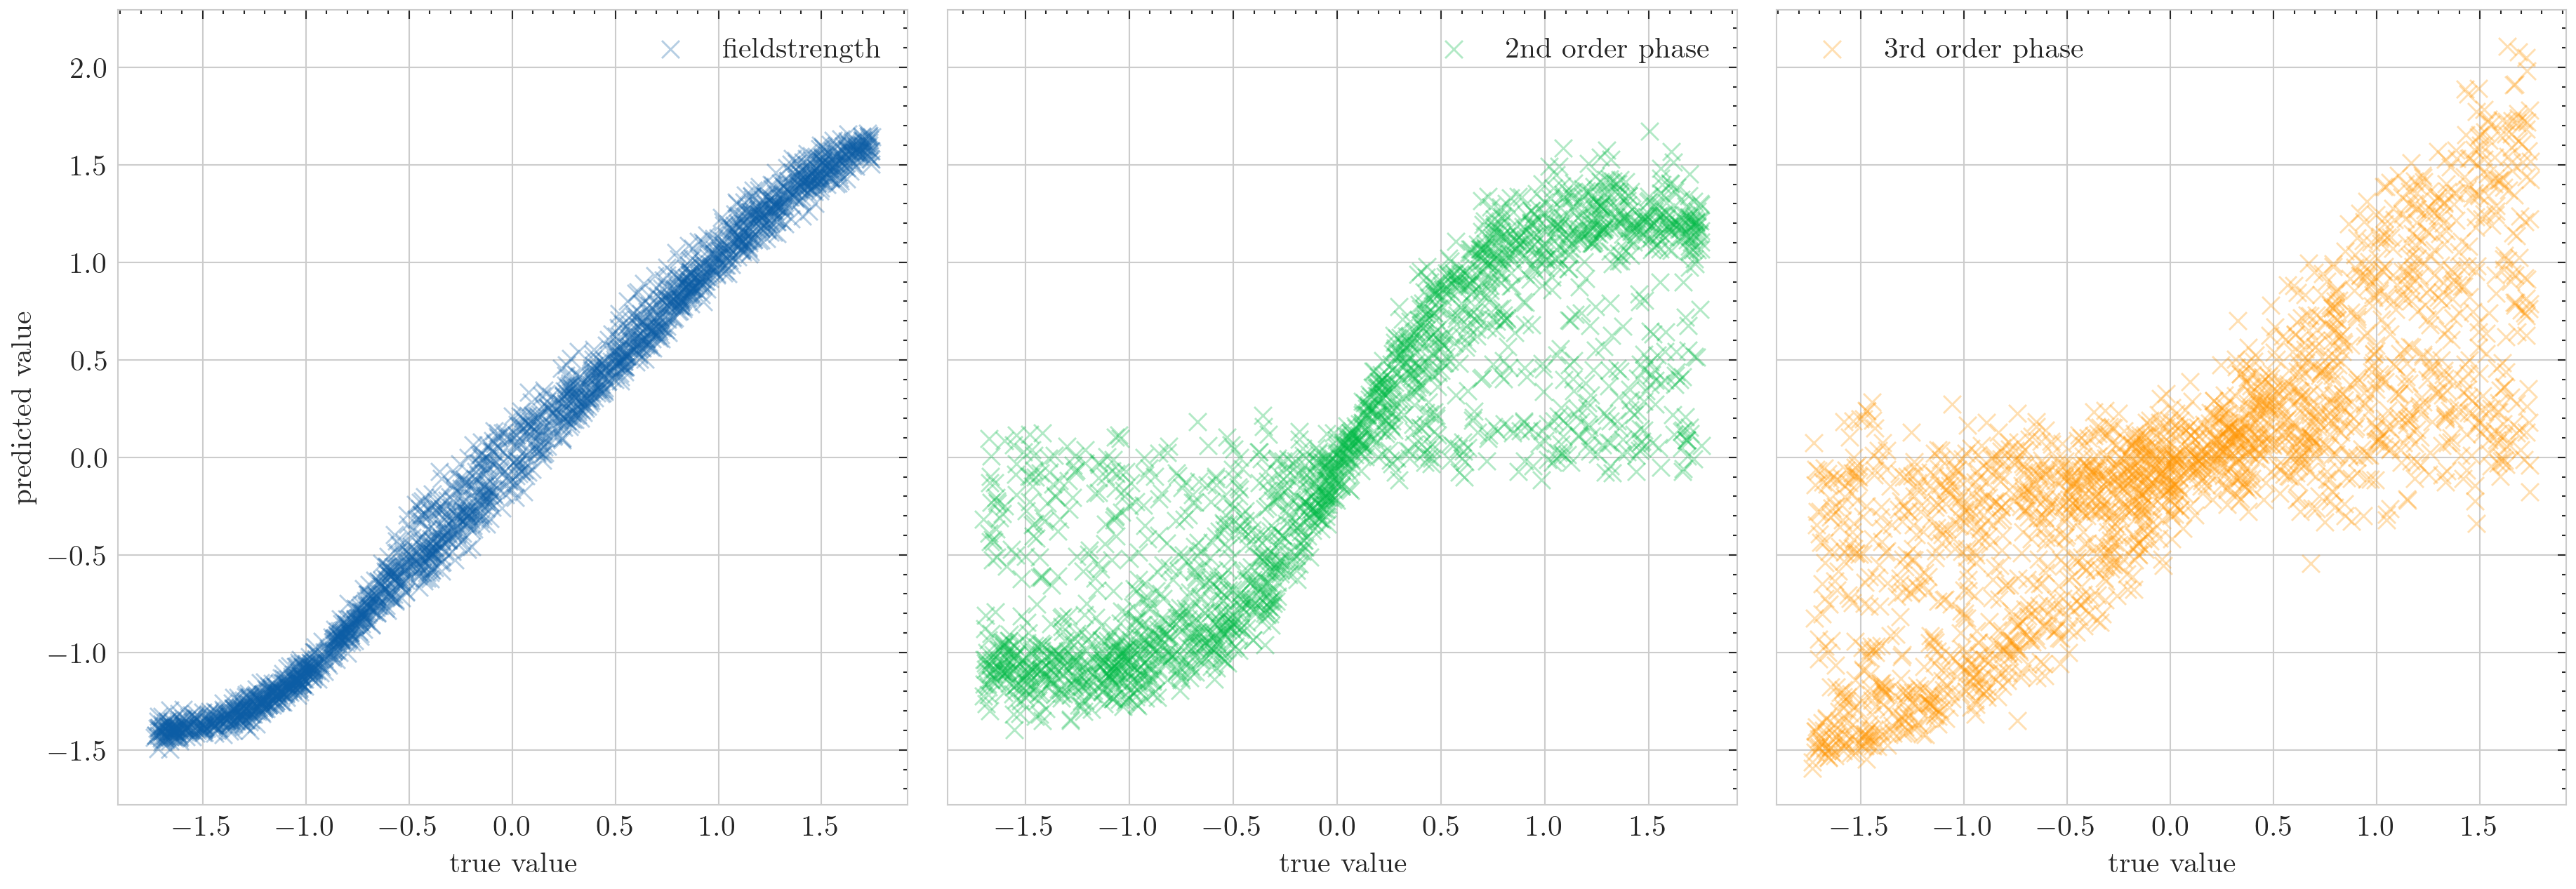 fieldstrength
2nd order phase
3rd order phase
predicted value
2.0
1.5
1.0
0.5
0.0
−0.5
−1.0
−1.5
−1.5 −1.0 −0.5 0.0 0.5 1.0 1.5
−1.5 −1.0 −0.5 0.0 0.5 1.0 1.5
−1.5 −1.0 −0.5 0.0 0.5 1.0 1.5
true value
true value
true value